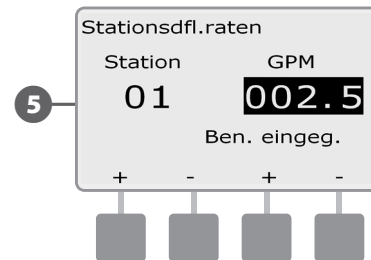 Stationsdfl.raten
Station GPM
5 01 002.5
Ben. eingeg.
+ - + -